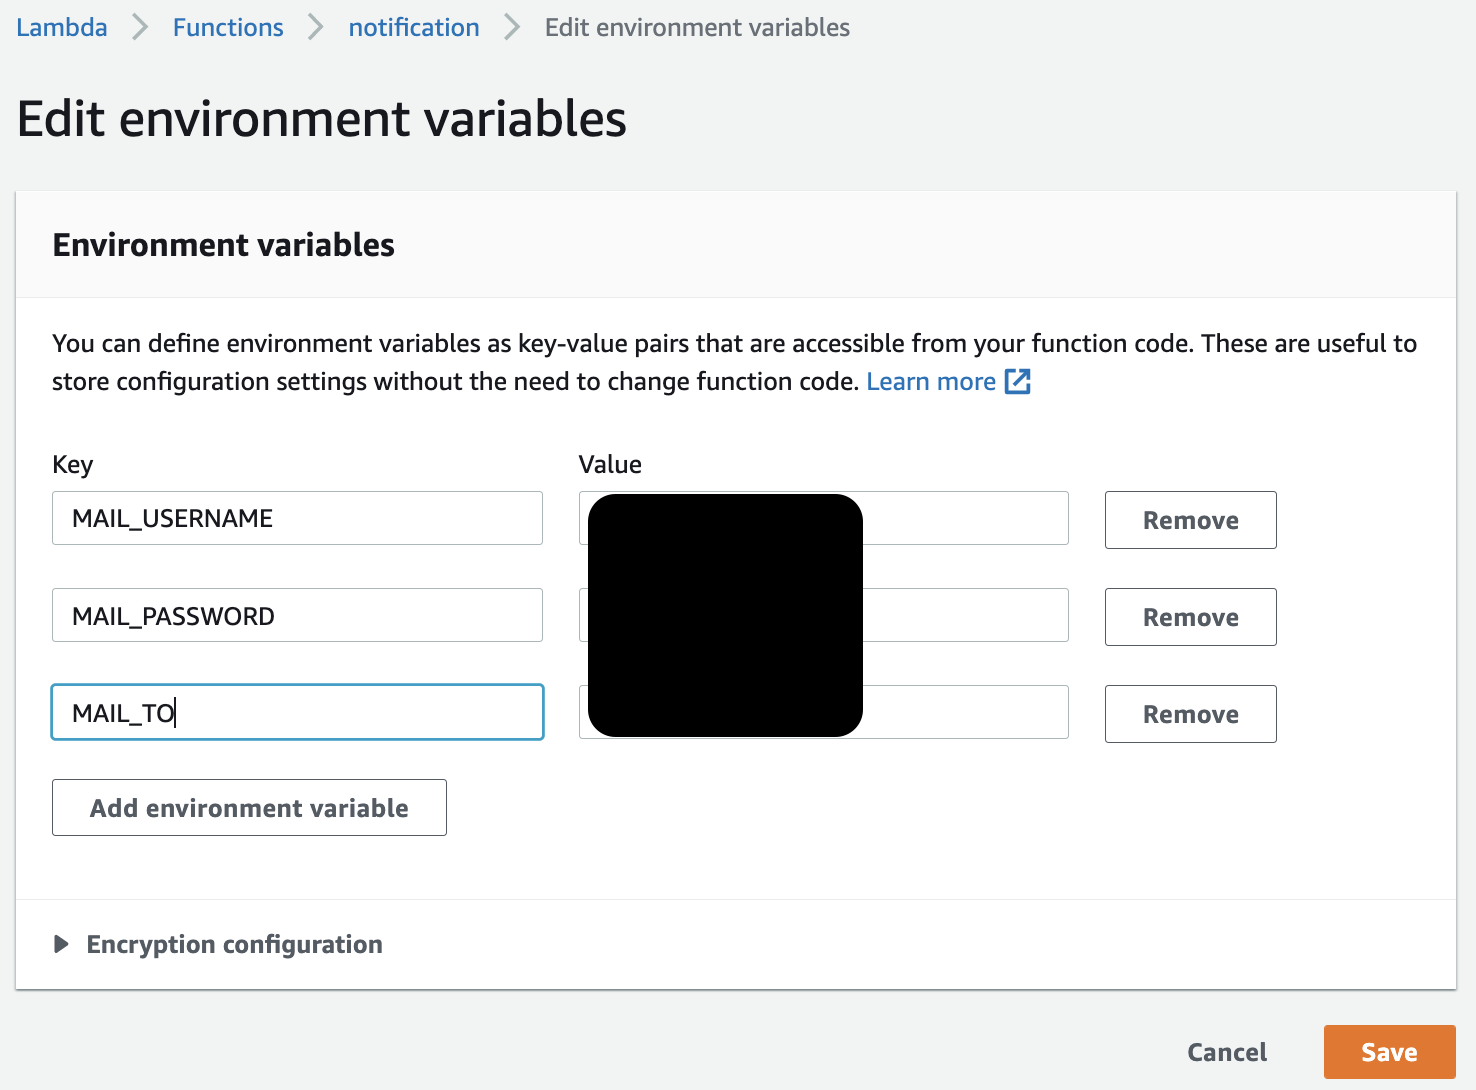 Lambda > Functions > notification > Edit environment variables
Edit environment variables
Environment variables
You can define environment variables as key-value pairs that are accessible from your function code. These are useful to
store configuration settings without the need to change function code. Learn more
Key Value
MAIL_USERNAME Remove
MAIL_PASSWORD Remove
MAIL_TO Remove
Add environment variable
Encryption configuration
Cancel Save